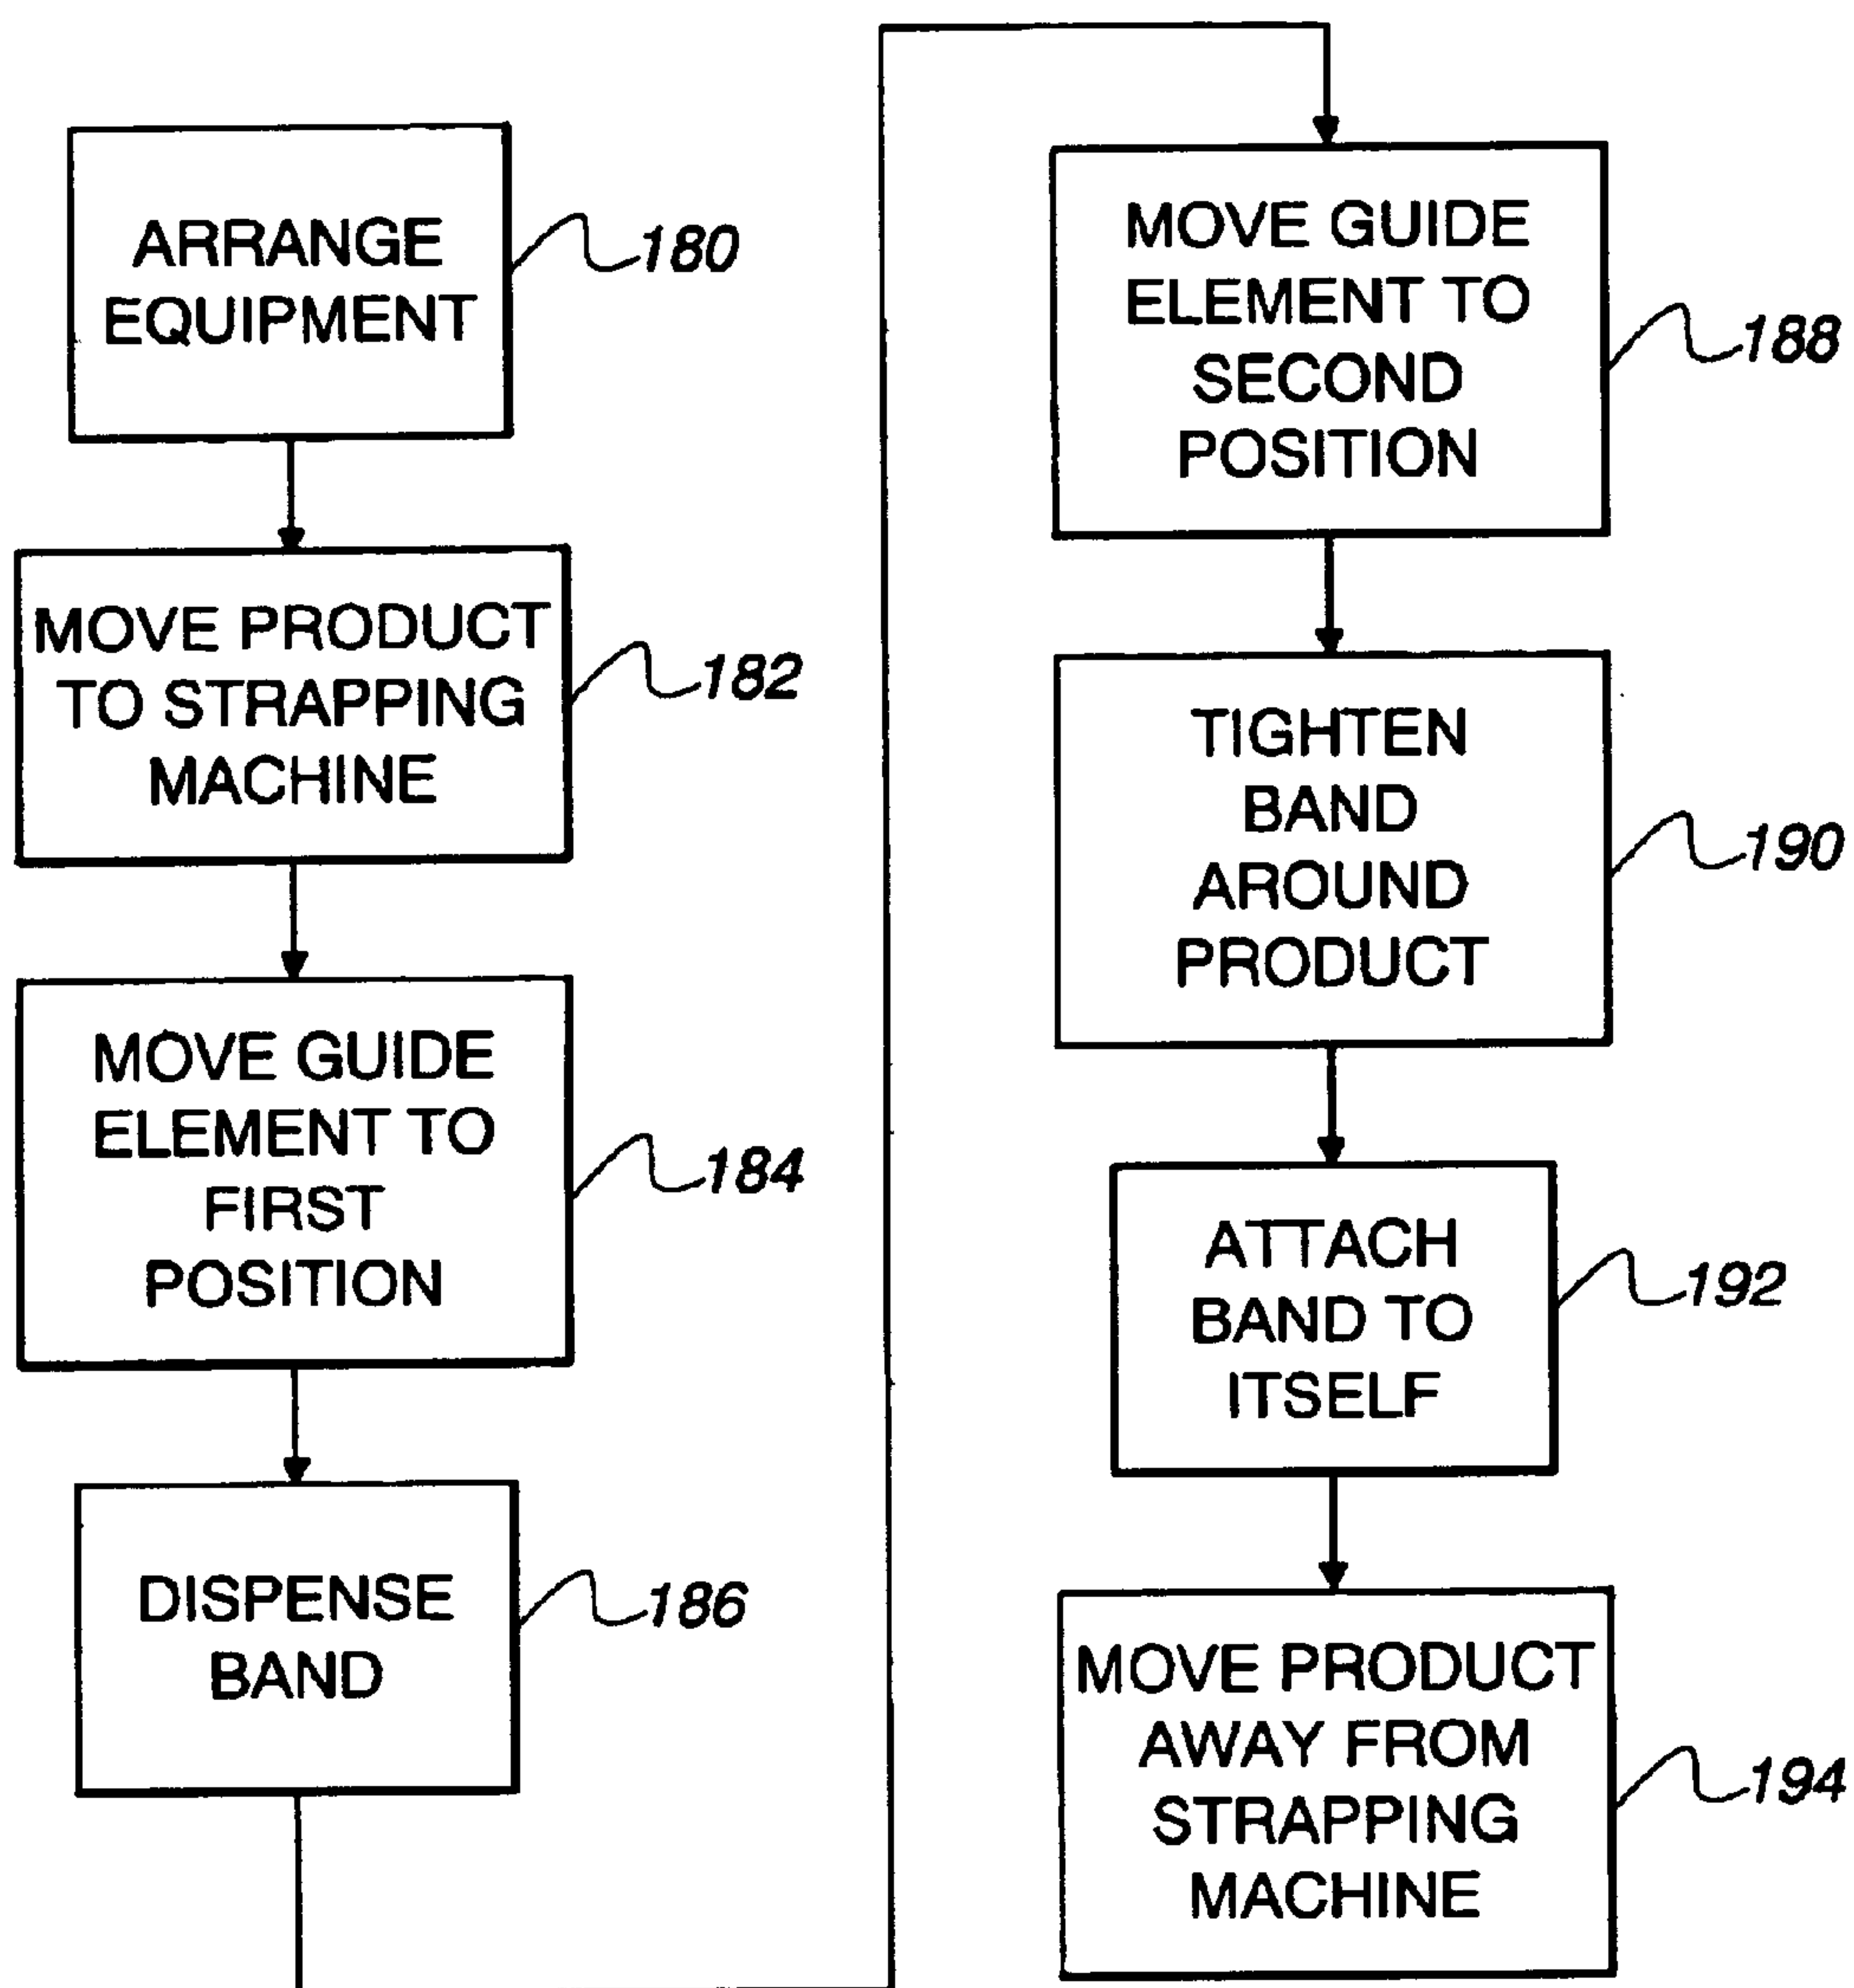 ARRANGE
EQUIPMENT
180
MOVE PRODUCT
TO STRAPPING
MACHINE
182
MOVE GUIDE
ELEMENT TO
FIRST
POSITION
184
DISPENSE
BAND
186
MOVE GUIDE
ELEMENT TO
SECOND
POSITION
188
TIGHTEN
BAND
AROUND
PRODUCT
190
ATTACH
BAND TO
ITSELF
192
MOVE PRODUCT
AWAY FROM
STRAPPING
MACHINE
194